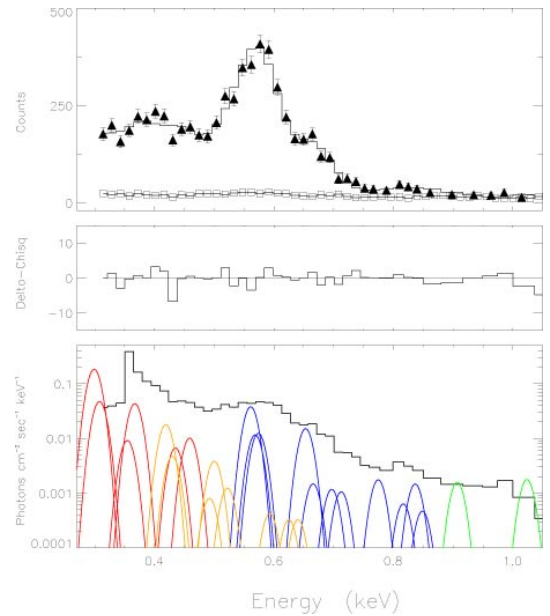 500
250
0
Counts
10
0
-10
Delta-Chisq
0.1
0.01
0.001
0.0001
Photons cm⁻² sec⁻¹ keV⁻¹
0.4 0.6 0.8 1.0
Energy (keV)